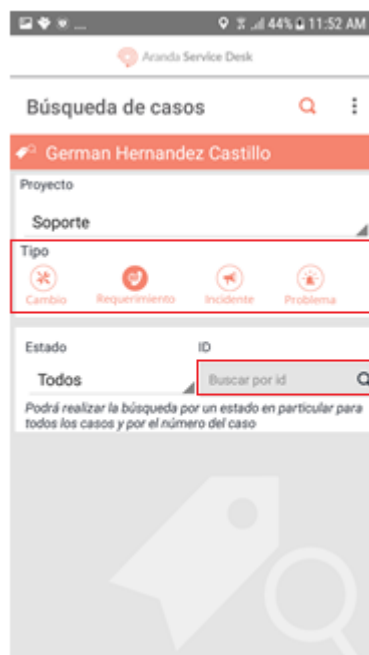 44% 11:52 AM
Aranda Service Desk
Búsqueda de casos
German Hernandez Castillo
Proyecto
Soporte
Tipo
Cambio Requerimiento Incidente Problema
Estado ID
Todos Buscar por id
Podrá realizar la búsqueda por un estado en particular para
todos los casos y por el número del caso